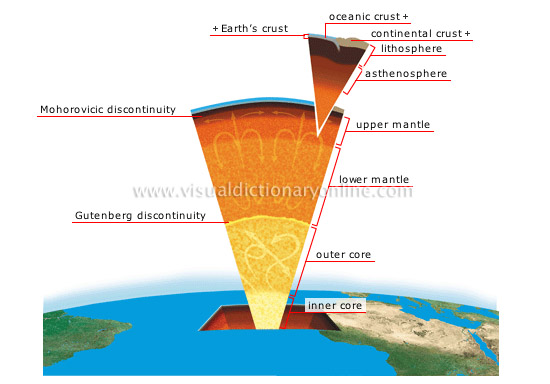 oceanic crust +
+ Earth's crust
continental crust +
lithosphere
asthenosphere
Mohorovicic discontinuity
upper mantle
lower mantle
www.visualdictionaryonline.com
Gutenberg discontinuity
outer core
inner core